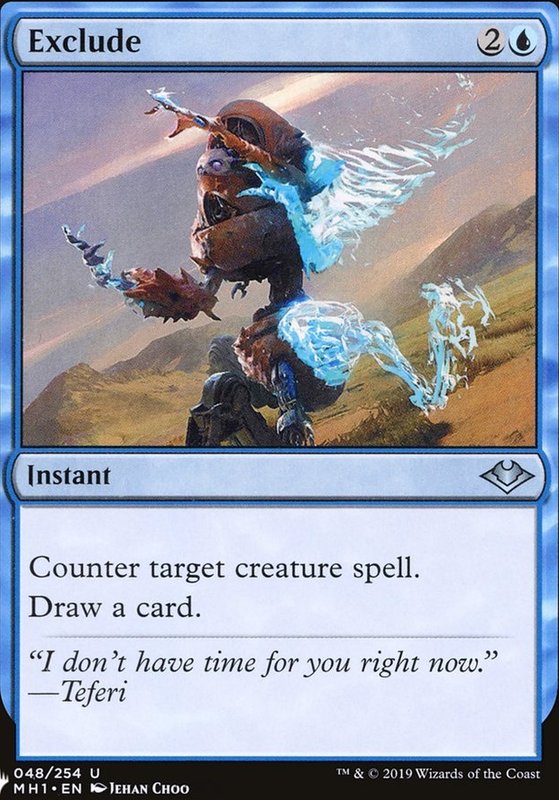 Exclude 2
Instant
Counter target creature spell.
Draw a card.
“I don’t have time for you right now.”
—Teferi
048/254 U
MH1 • EN Jehan Choo
™ & © 2019 Wizards of the Coast